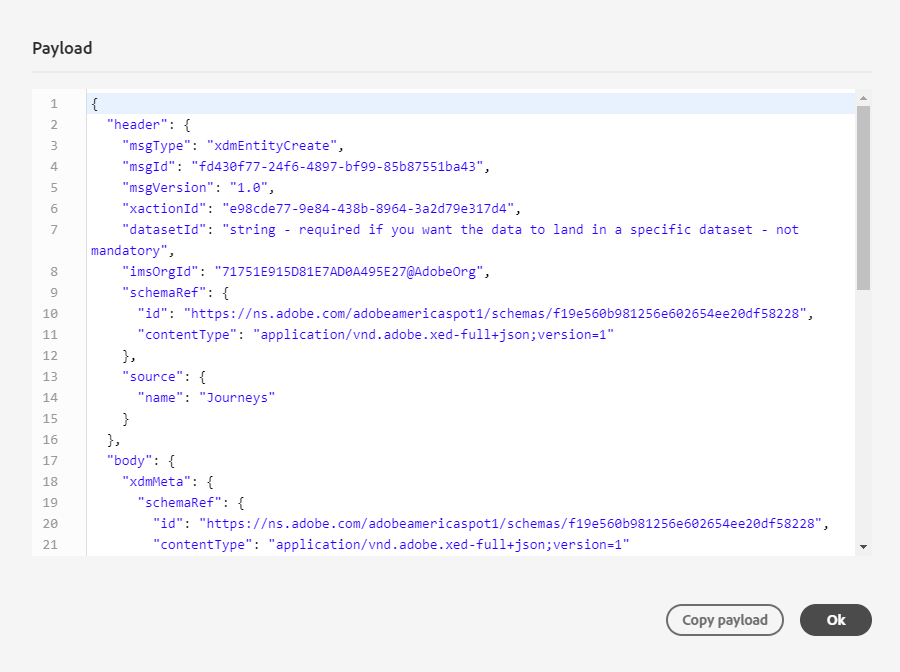 Payload
1 {
2 "header": {
3 "msgType": "xdmEntityCreate",
4 "msgId": "fd430f77-24f6-4897-bf99-85b87551ba43",
5 "msgVersion": "1.0",
6 "xactionId": "e98cde77-9e84-438b-8964-3a2d79e317d4",
7 "datasetId": "string - required if you want the data to land in a specific dataset - not
mandatory",
8 "imsOrgId": "71751E915D81E7AD0A495E27@AdobeOrg",
9 "schemaRef": {
10 "id": "https://ns.adobe.com/adobeamericaspot1/schemas/f19e560b981256e602654ee20df58228",
11 "contentType": "application/vnd.adobe.xed-full+json;version=1"
12 },
13 "source": {
14 "name": "Journeys"
15 }
16 },
17 "body": {
18 "xdmMeta": {
19 "schemaRef": {
20 "id": "https://ns.adobe.com/adobeamericaspot1/schemas/f19e560b981256e602654ee20df58228",
21 "contentType": "application/vnd.adobe.xed-full+json;version=1"
Copy payload
Ok